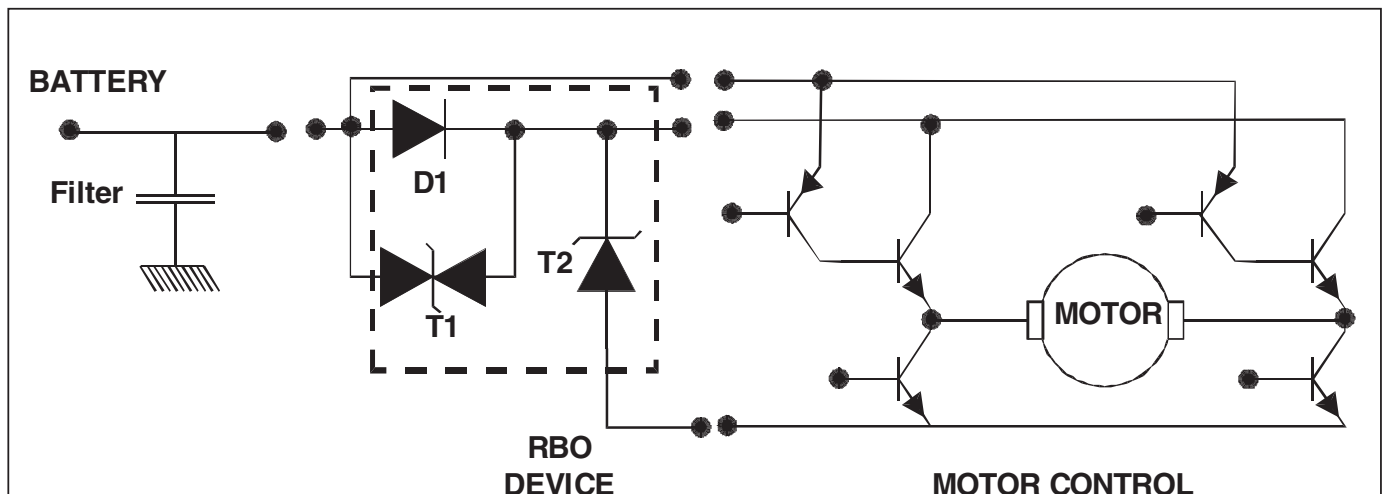 BATTERY
Filter
D1
T1
T2
MOTOR
RBO
DEVICE
MOTOR CONTROL